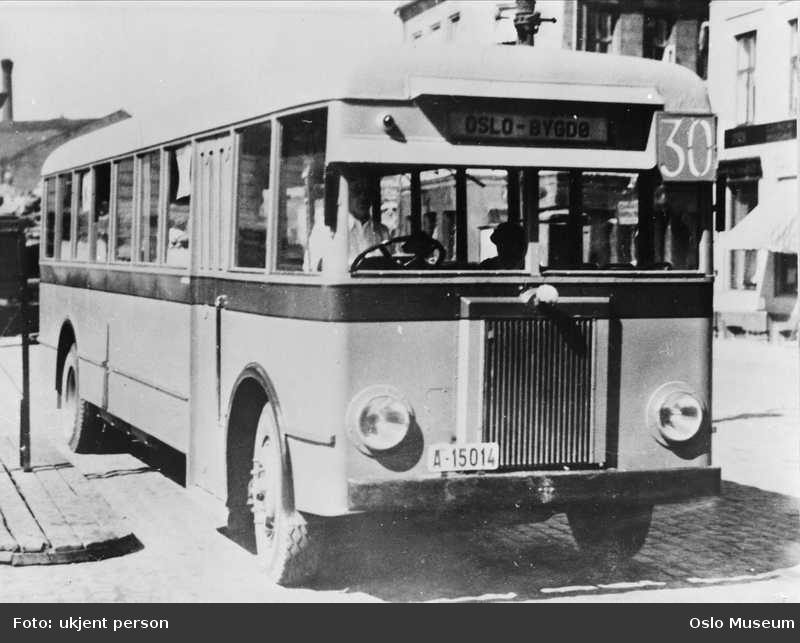 OSLO - BYGDØ
30
A-15014
Foto: ukjent person
Oslo Museum